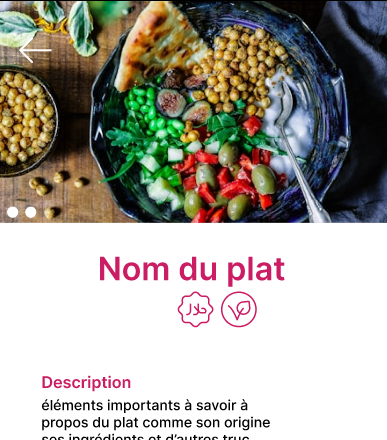 Nom du plat
حلال
Description
éléments importants à savoir à
propos du plat comme son origine
ses ingrédients et d'autres truc